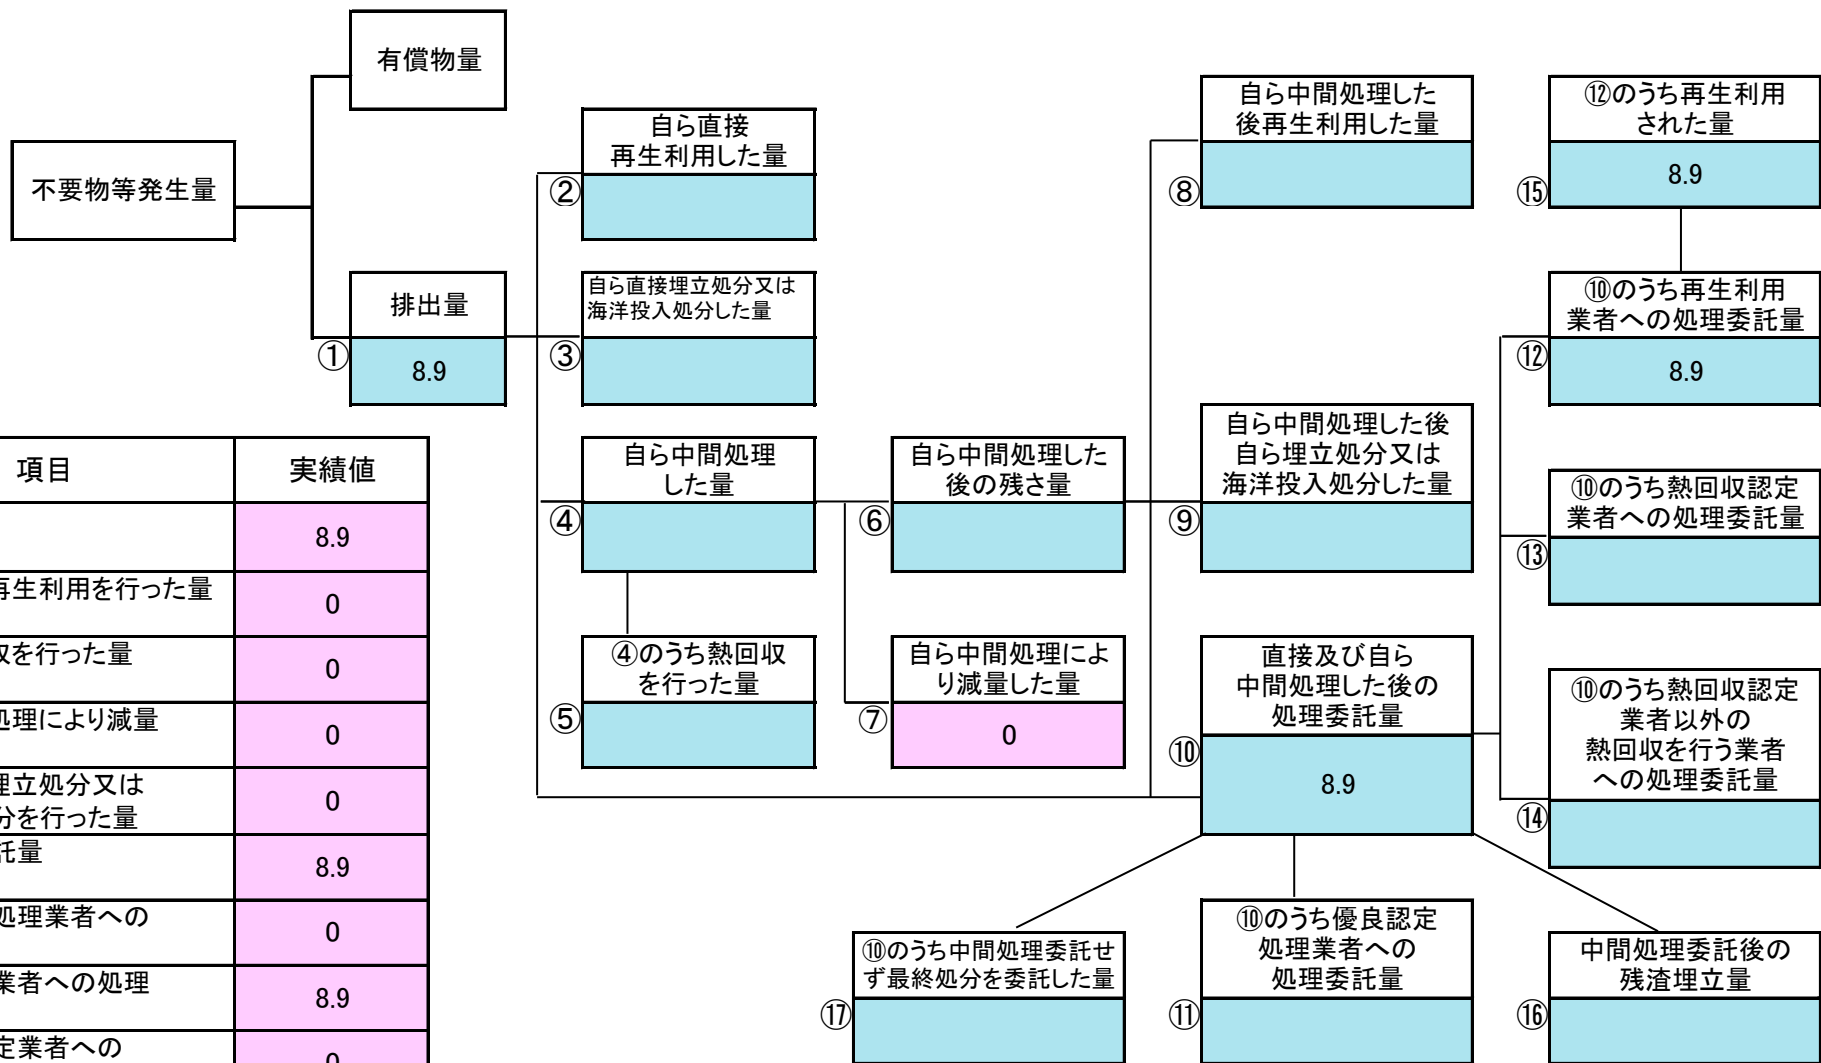 有償物量
不要物等発生量
排出量
①
8.9
自ら直接
再生利用した量
②
自ら直接埋立処分又は
海洋投入処分した量
③
自ら中間処理
した量
④
④のうち熱回収
を行った量
⑤
自ら中間処理した
後の残さ量
⑥
自ら中間処理によ
り減量した量
⑦
0
自ら中間処理した
後再生利用した量
⑧
自ら中間処理した後
自ら埋立処分又は
海洋投入処分した量
⑨
直接及び自ら
中間処理した後の
処理委託量
⑩
8.9
⑫のうち再生利用
された量
⑮
8.9
⑩のうち再生利用
業者への処理委託量
⑫
8.9
⑩のうち熱回収認定
業者への処理委託量
⑬
⑩のうち熱回収認定
業者以外の
熱回収を行う業者
への処理委託量
⑭
⑩のうち中間処理委託せ
ず最終処分を委託した量
⑰
⑩のうち優良認定
処理業者への
処理委託量
⑪
中間処理委託後の
残渣埋立量
⑯
項目 実績値
8.9
再生利用を行った量
0
を行った量
0
処理により減量
0
埋立処分又は
分を行った量
0
託量
8.9
処理業者への
0
業者への処理
8.9
定業者への
0